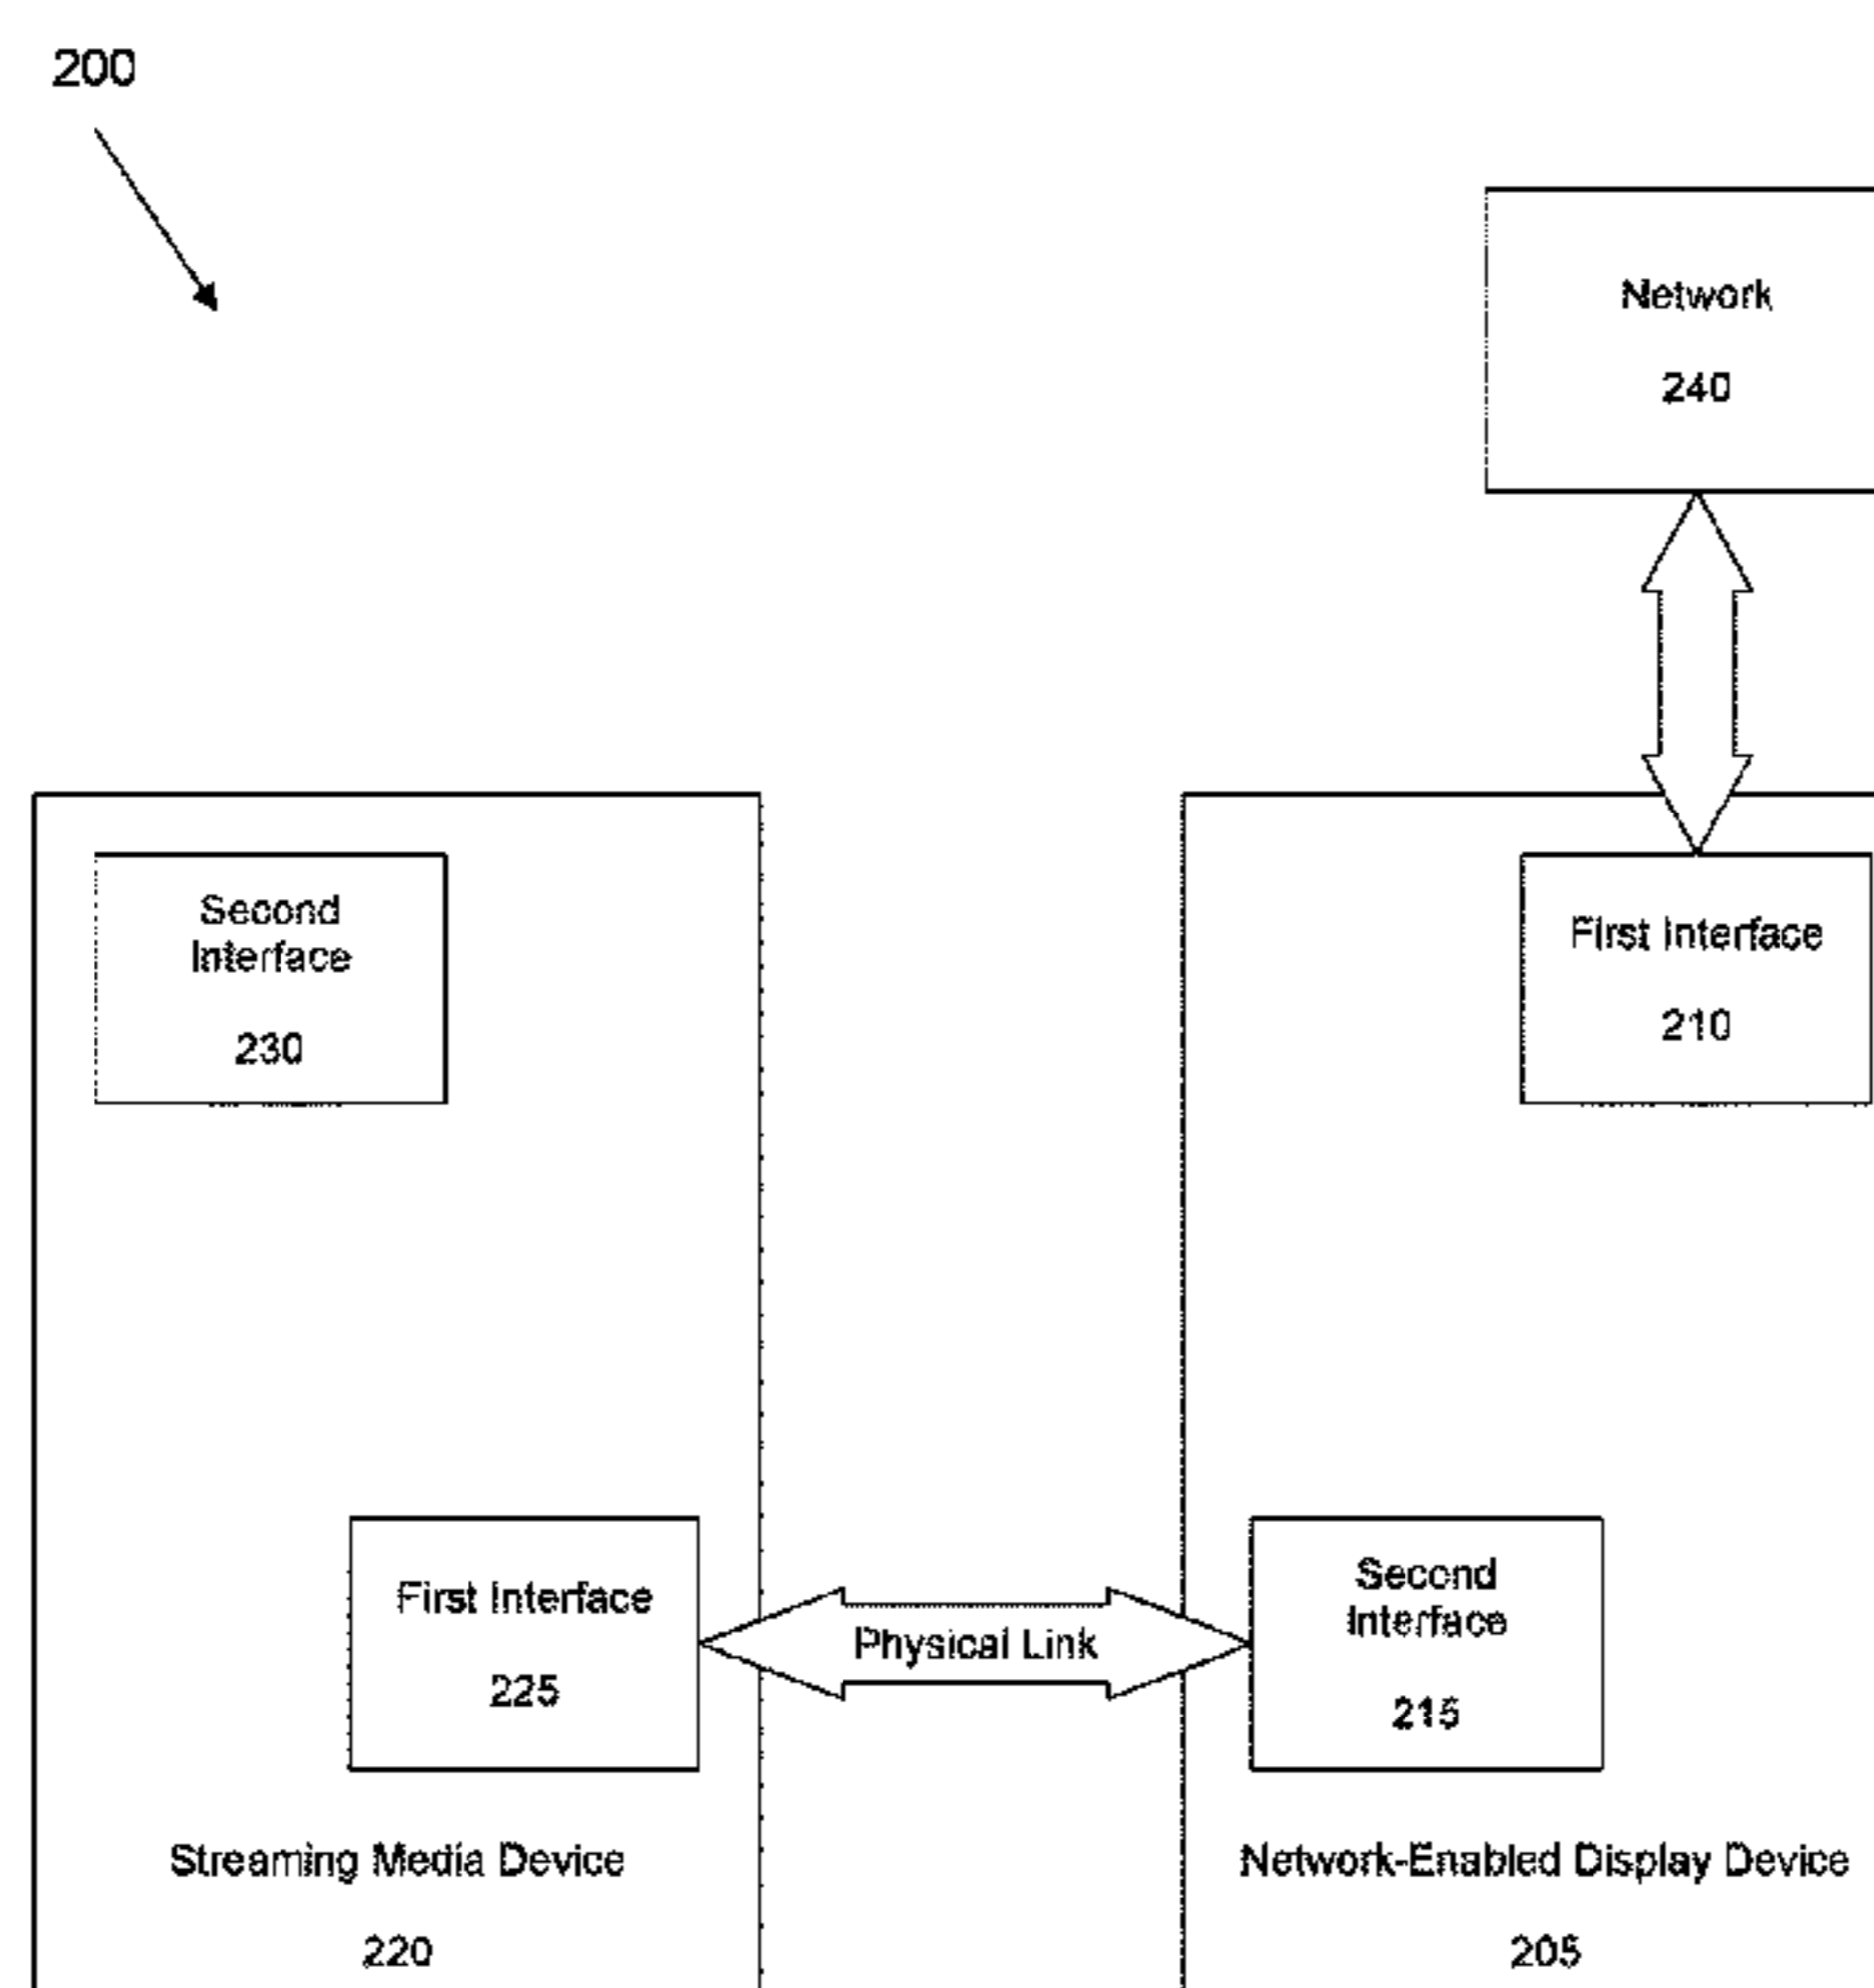 200
Network
240
Second
Interface
230
First Interface
210
First Interface
225
Physical Link
Second
Interface
215
Streaming Media Device
220
Network-Enabled Display Device
205